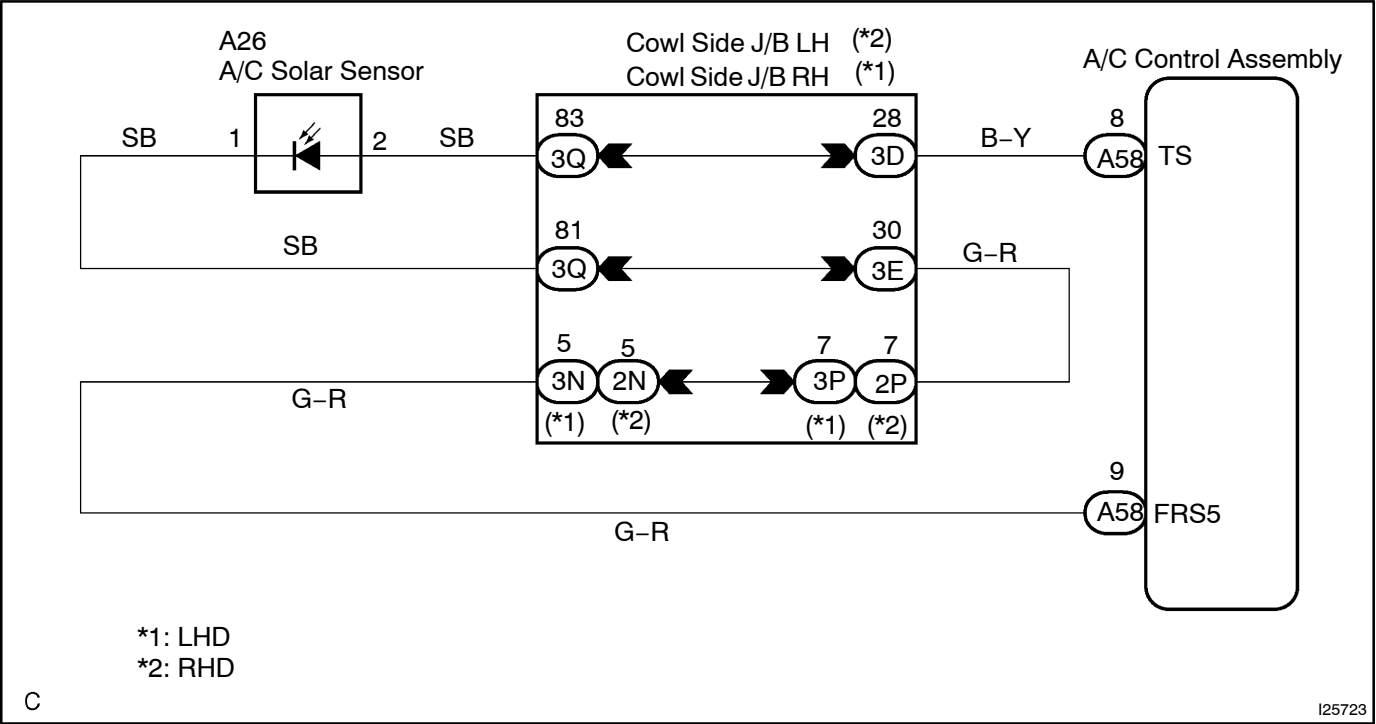 A26
A/C Solar Sensor
Cowl Side J/B LH (*2)
Cowl Side J/B RH (*1)
A/C Control Assembly
SB 1 2 SB
83
3Q
28
3D
B–Y
8
A58 TS
SB
81
3Q
30
3E
G–R
5 5 7 7
3N 2N 3P 2P
(*1) (*2) (*1) (*2)
G–R
9
A58 FRS5
G–R
*1: LHD
*2: RHD
C
I25723